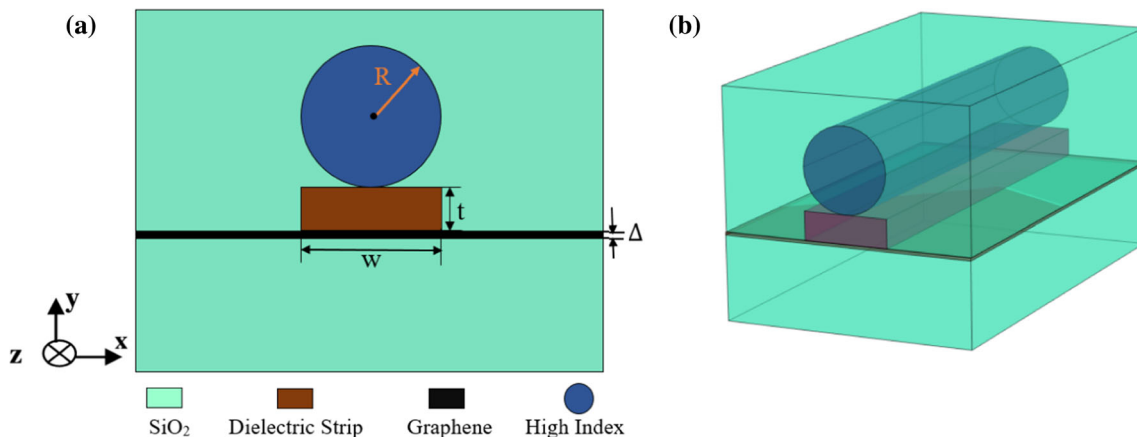 (a)
R
t
w
Δ
y
z
x
SiO₂
Dielectric Strip
Graphene
High Index
(b)